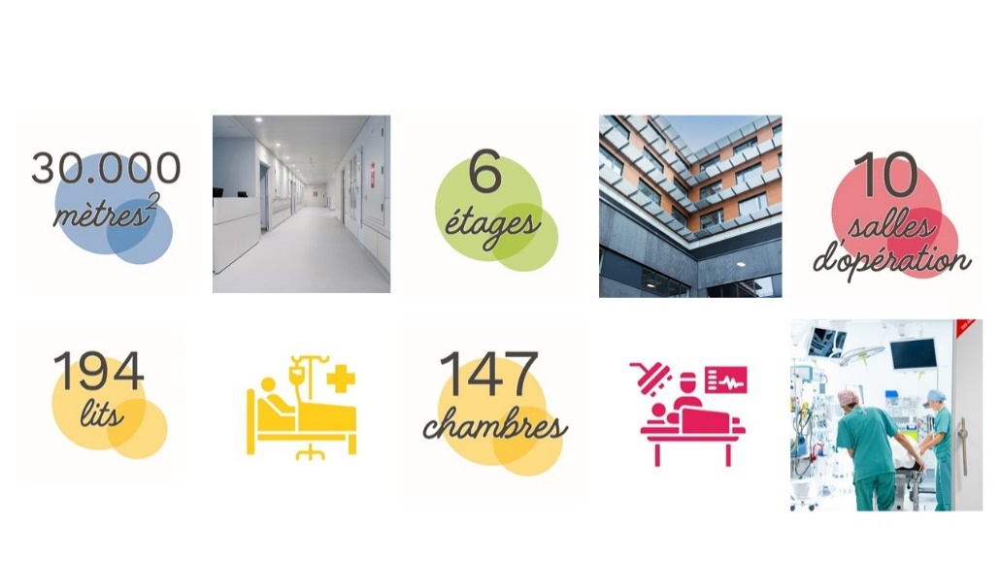 30.000
mètres²
6
étages
10
salles
d'opération
194
lits
147
chambres